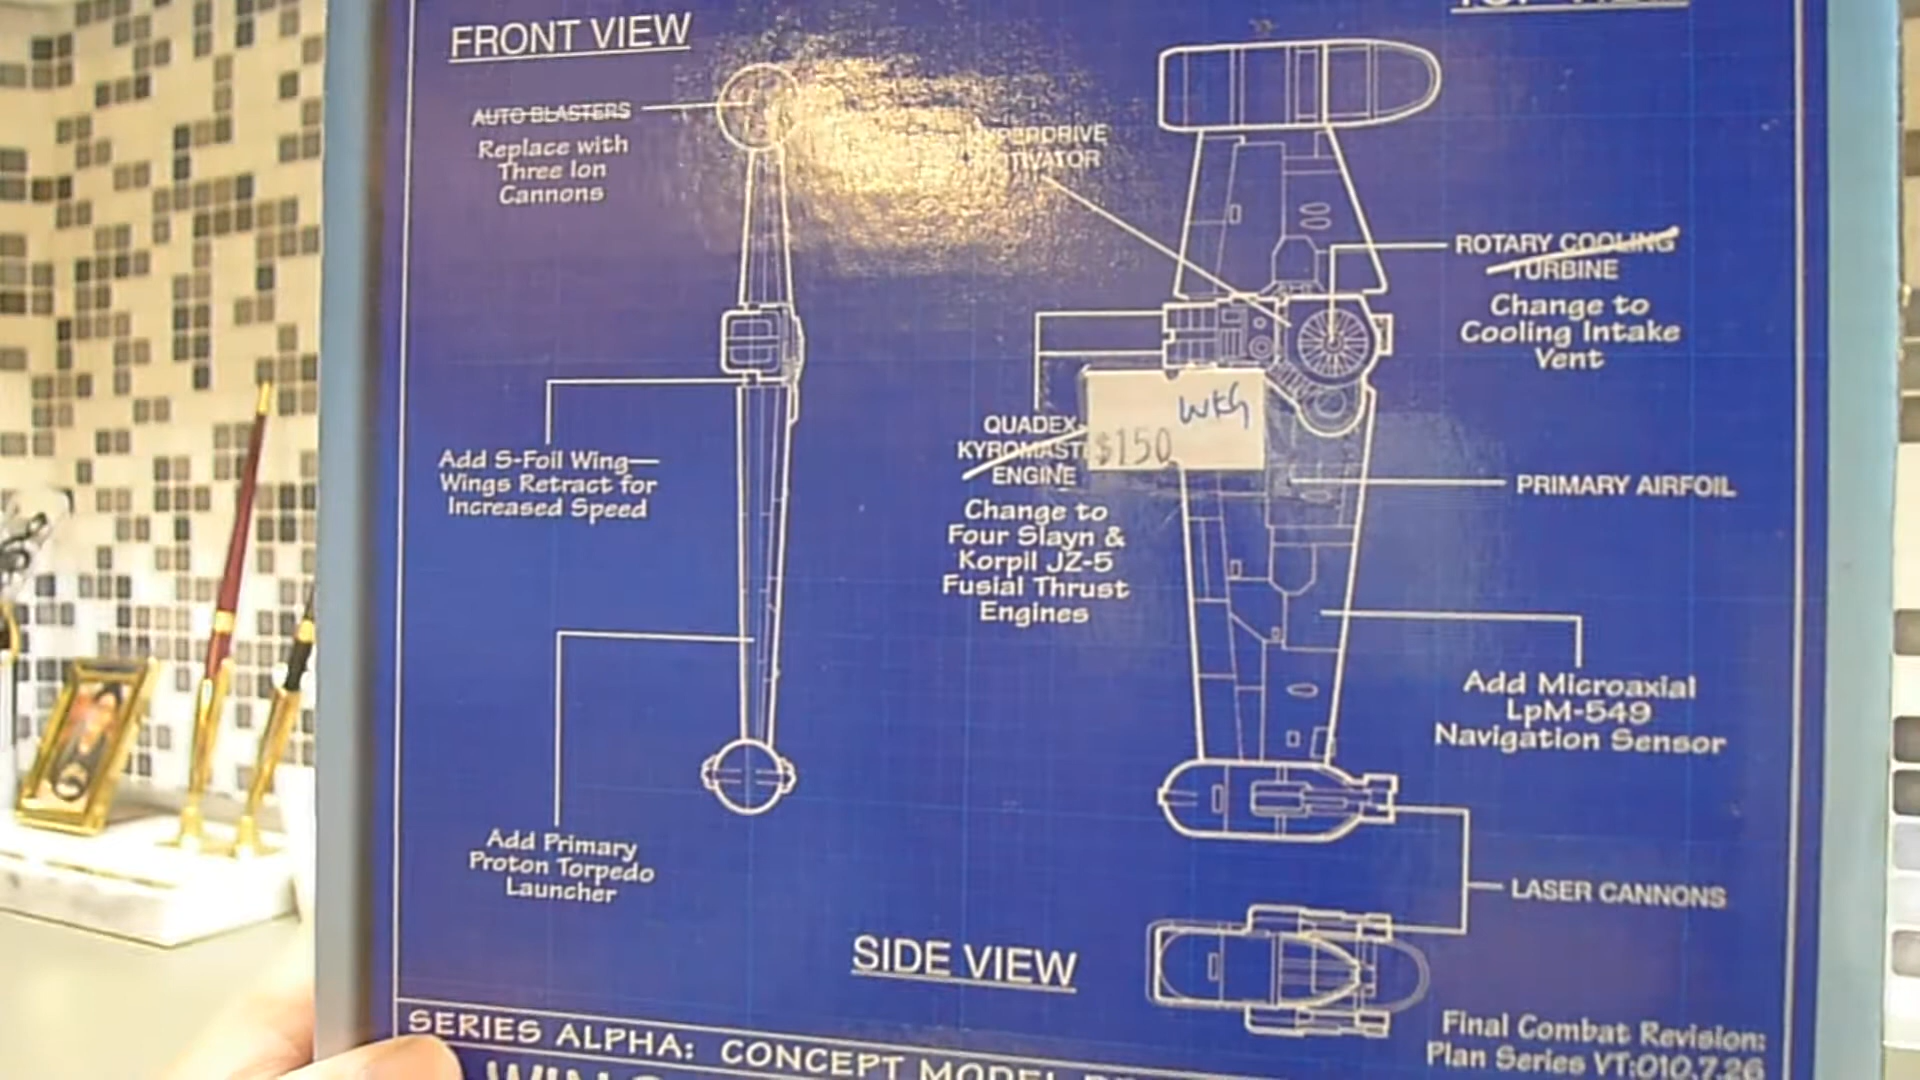 FRONT VIEW
AUTO BLASTERS
Replace with
Three Ion
Cannons
Add S-Foil Wing—
Wings Retract for
Increased Speed
Add Primary
Proton Torpedo
Launcher
QUADEX
ENGINE
Change to
Four Slayn &
Korpil JZ-5
Fusial Thrust
Engines
WKG
$150
ROTARY COOLING
TURBINE
Change to
Cooling Intake
Vent
PRIMARY AIRFOIL
Add Microaxial
LpM-549
Navigation Sensor
LASER CANNONS
SIDE VIEW
Final Combat Revision:
Plan Series VT:010.7.26
SERIES ALPHA: CONCEPT MODEL